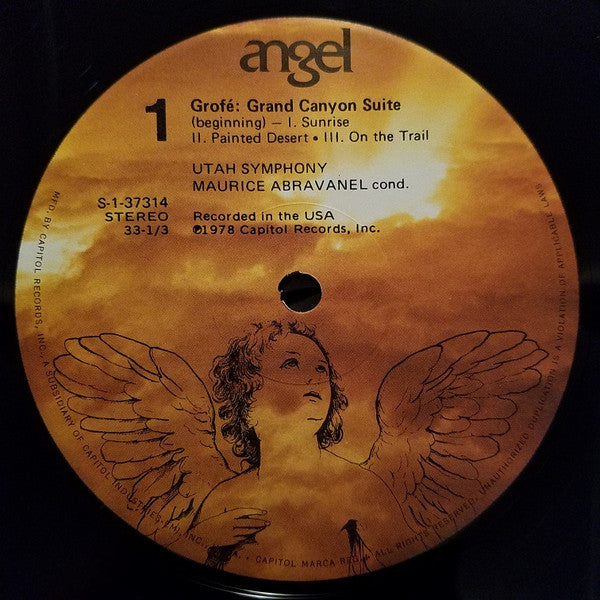 angel
1
Grofé: Grand Canyon Suite
(beginning) – I. Sunrise
II. Painted Desert • III. On the Trail
UTAH SYMPHONY
MAURICE ABRAVANEL cond.
S-1-37314
STEREO
33-1/3
Recorded in the USA
℗1978 Capitol Records, Inc.
MFD. BY CAPITOL RECORDS, INC., A SUBSIDIARY OF CAPITOL INDUSTRIES-EMI, INC., U.S.A. • CAPITOL MARCA REG. • ALL RIGHTS RESERVED. UNAUTHORIZED DUPLICATION IS A VIOLATION OF APPLICABLE LAWS